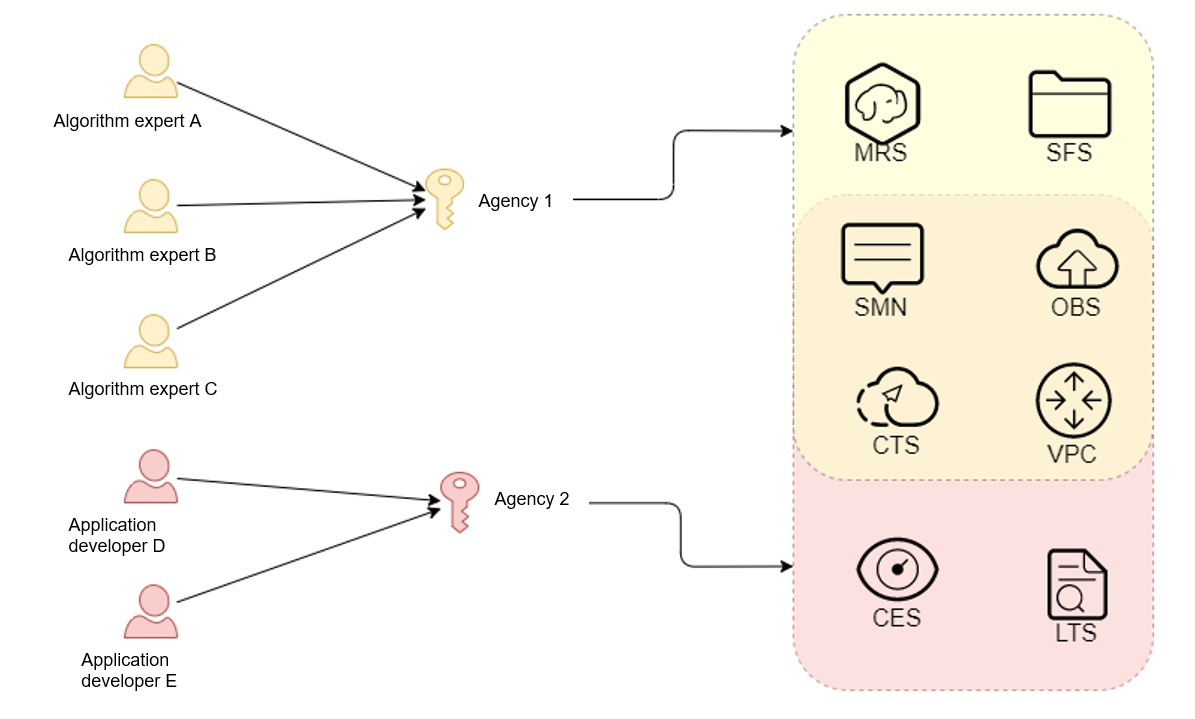 Algorithm expert A
Algorithm expert B
Algorithm expert C
Application
developer D
Application
developer E
Agency 1
Agency 2
MRS
SFS
SMN
OBS
CTS
VPC
CES
LTS